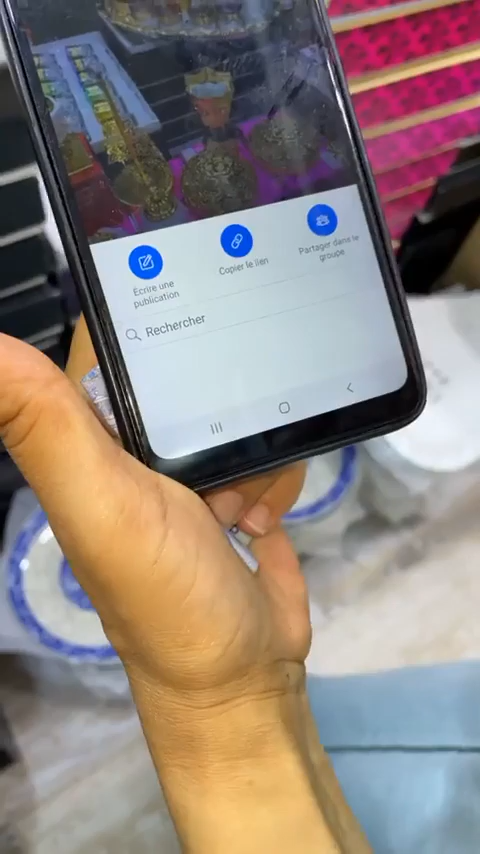 Écrire une
publication
Copier le lien
Partager dans le
groupe
Rechercher